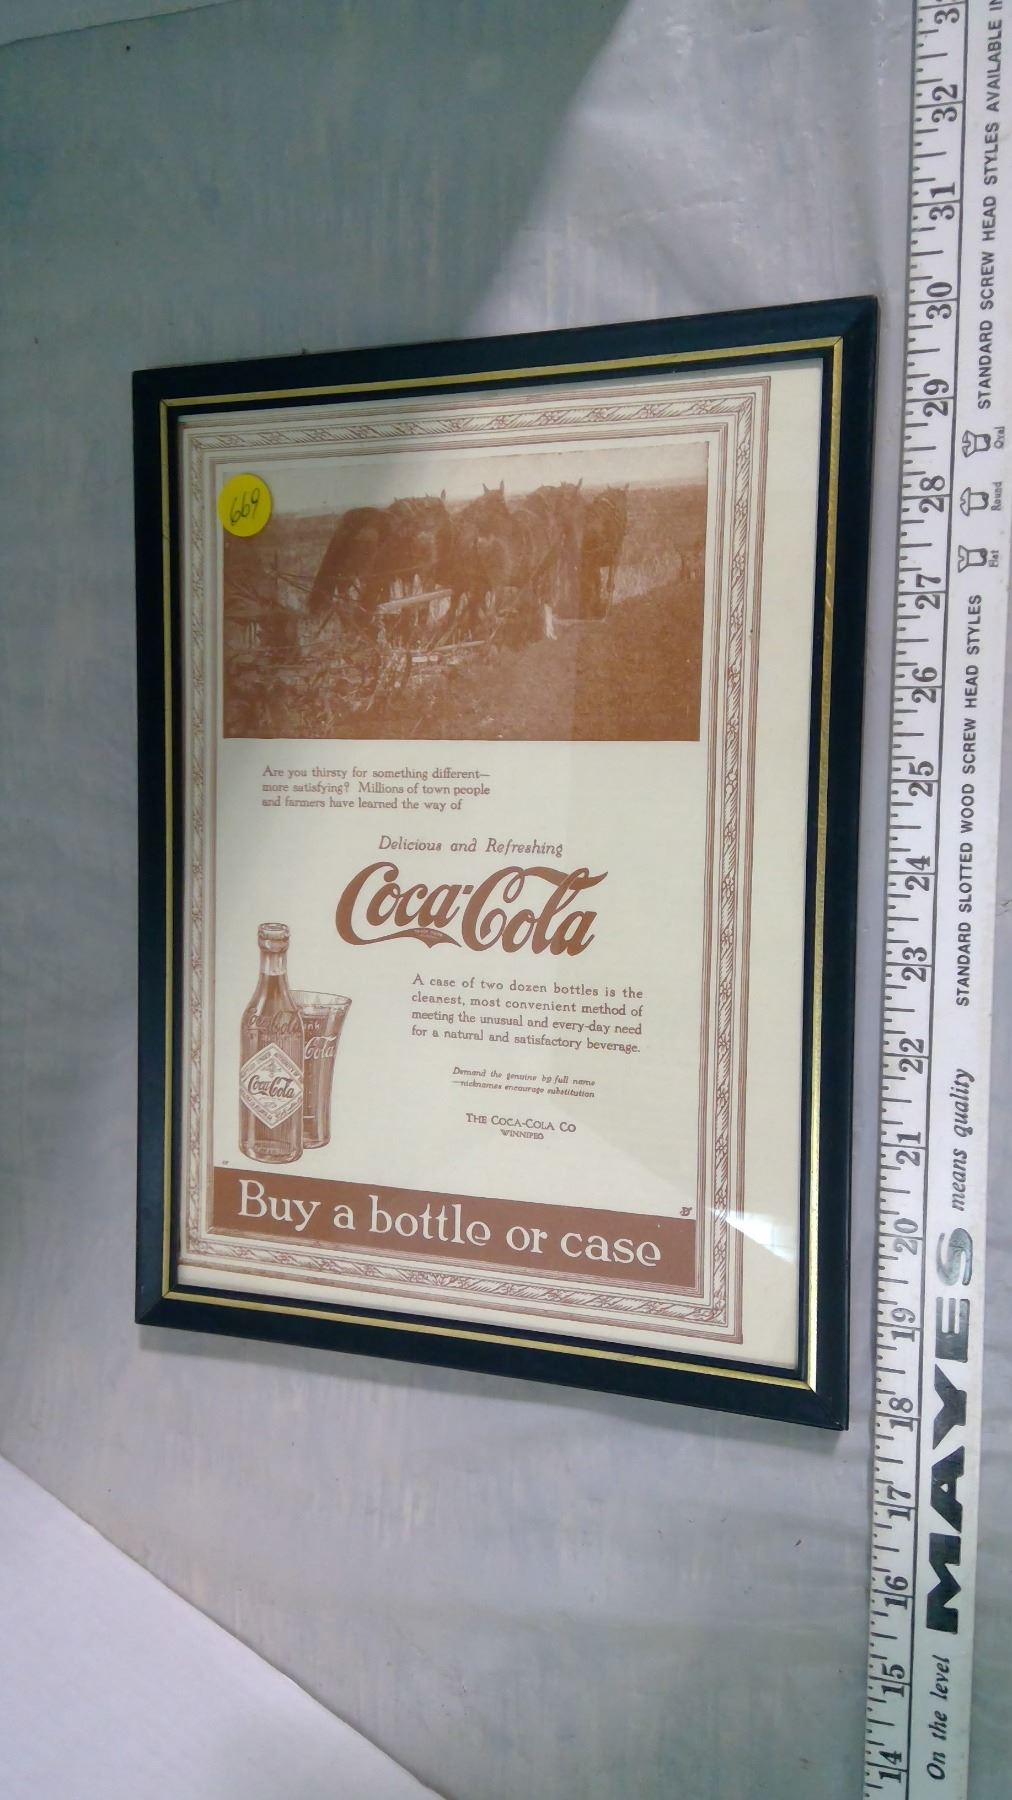 669
Are you thirsty for something different—
more satisfying? Millions of town people
and farmers have learned the way of
Delicious and Refreshing
Coca-Cola
A case of two dozen bottles is the
cleanest, most convenient method of
meeting the unusual and every-day need
for a natural and satisfactory beverage.
Demand the genuine by full name
—nicknames encourage substitution
THE COCA-COLA CO
WINNIPEG
Coca-Cola
Coca-Cola
Cola
Buy a bottle or case
14 15 16 17 18 19 20 21 22 23 24 25 26 27 28 29 30 31 32
On the level MAYES means quality
STANDARD SLOTTED WOOD SCREW HEAD STYLES
Flat
Round
Oval
STANDARD SCREW HEAD STYLES AVAILABLE